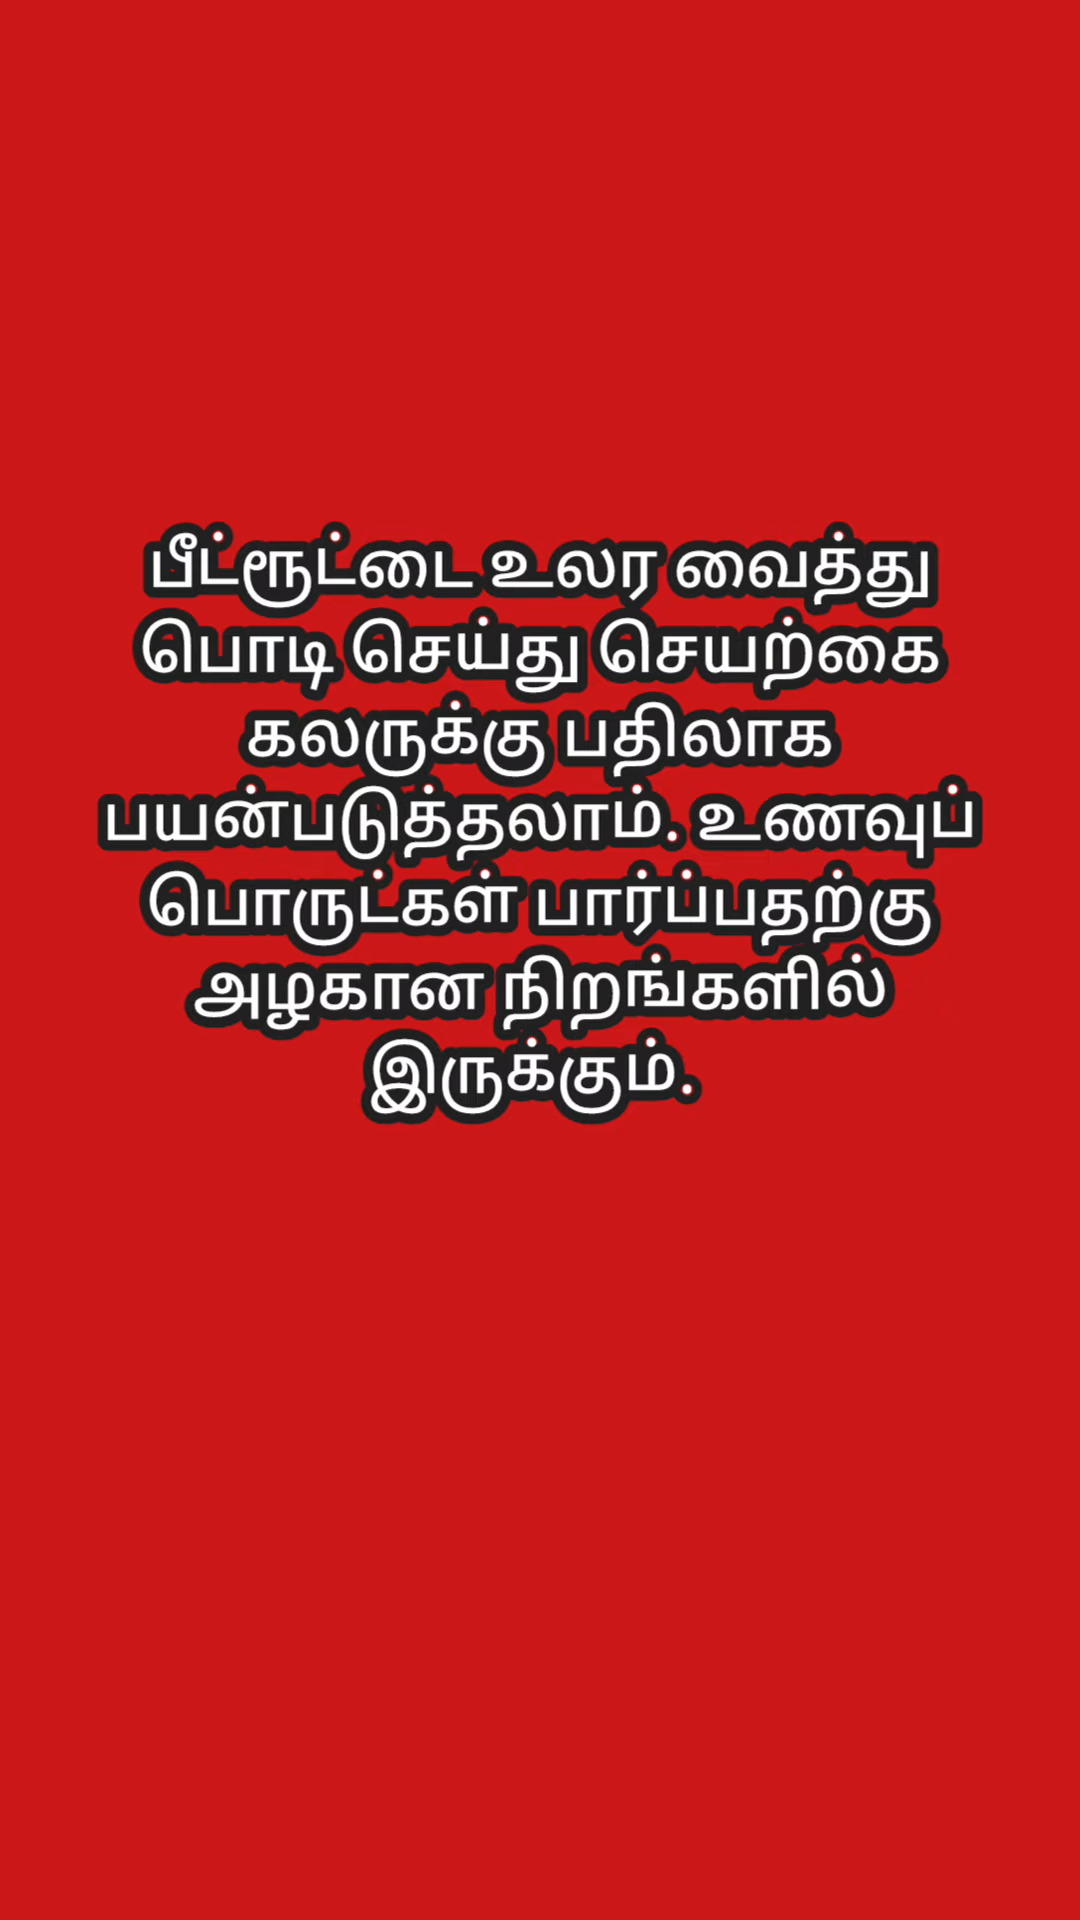 பீட்ரூட்டை உலர வைத்து
பொடி செய்து செயற்கை
கலருக்கு பதிலாக
பயன்படுத்தலாம். உணவுப்
பொருட்கள் பார்ப்பதற்கு
அழகான நிறங்களில்
இருக்கும்.